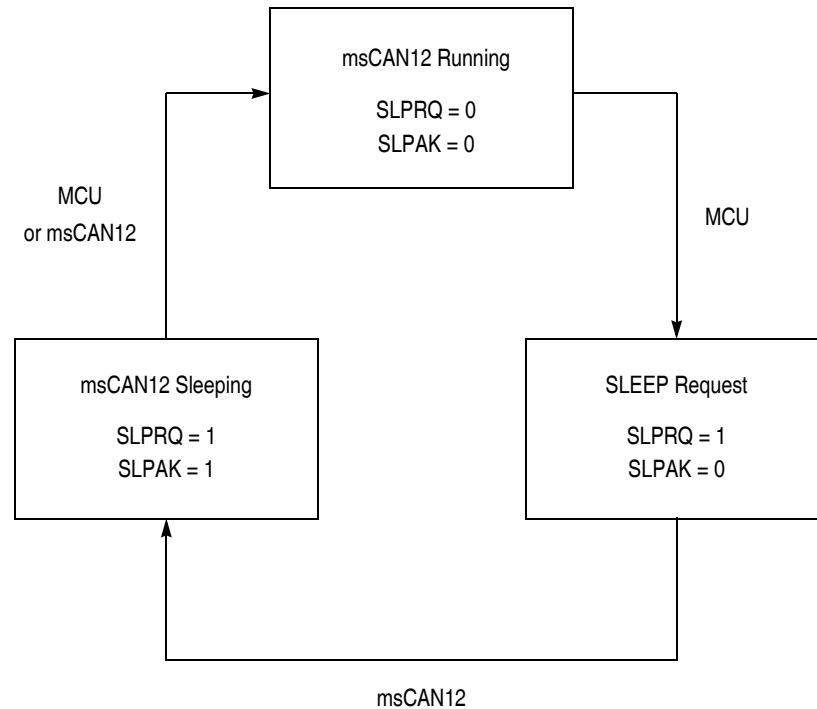 msCAN12 Running
SLPRQ = 0
SLPAK = 0
MCU
or msCAN12
MCU
msCAN12 Sleeping
SLPRQ = 1
SLPAK = 1
SLEEP Request
SLPRQ = 1
SLPAK = 0
msCAN12